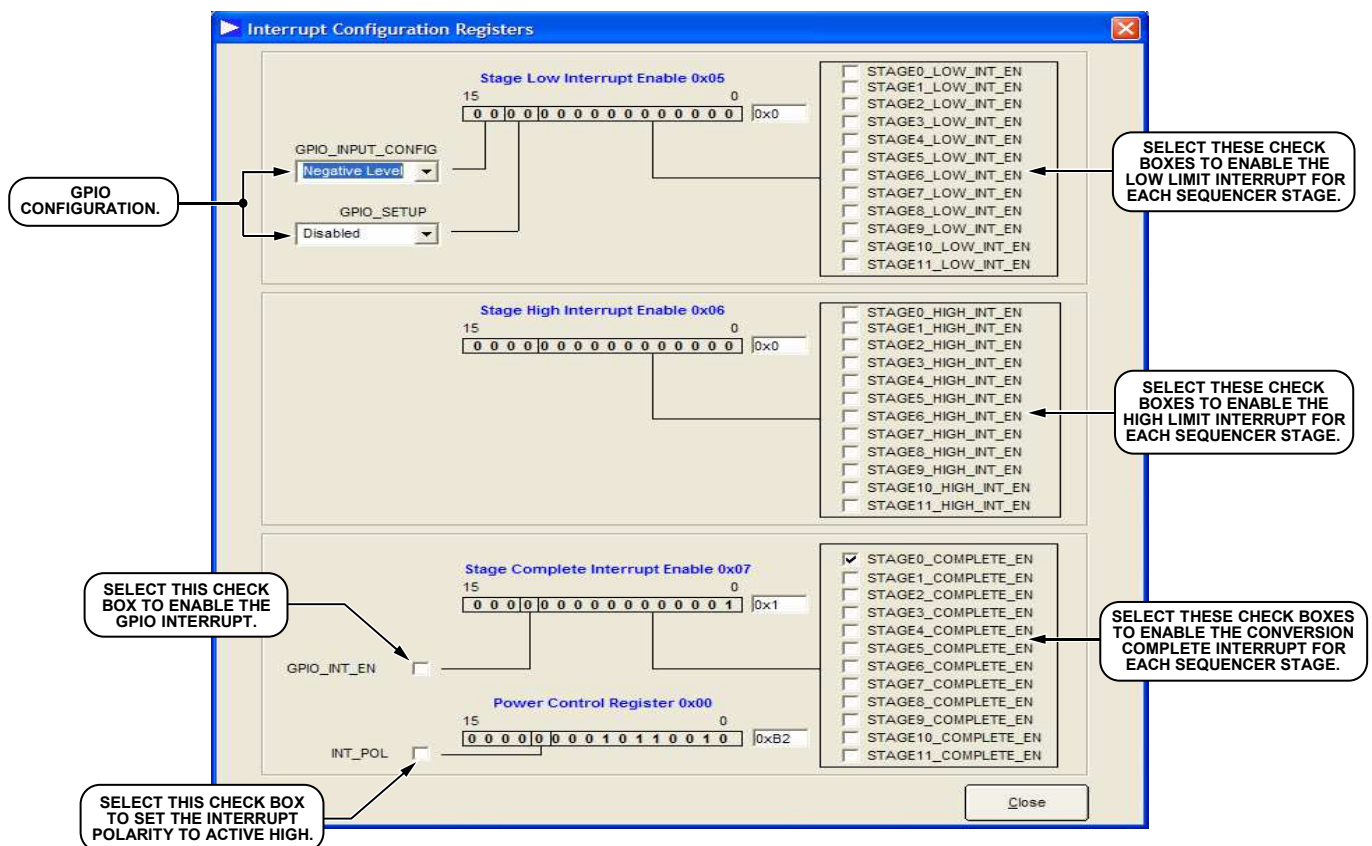 Interrupt Configuration Registers
Stage Low Interrupt Enable 0x05
15 0
0 0 0 0 0 0 0 0 0 0 0 0 0 0 0 0 0x0
GPIO_INPUT_CONFIG
Negative Level
GPIO_SETUP
Disabled
STAGE0_LOW_INT_EN
STAGE1_LOW_INT_EN
STAGE2_LOW_INT_EN
STAGE3_LOW_INT_EN
STAGE4_LOW_INT_EN
STAGE5_LOW_INT_EN
STAGE6_LOW_INT_EN
STAGE7_LOW_INT_EN
STAGE8_LOW_INT_EN
STAGE9_LOW_INT_EN
STAGE10_LOW_INT_EN
STAGE11_LOW_INT_EN
GPIO
CONFIGURATION.
SELECT THESE CHECK
BOXES TO ENABLE THE
LOW LIMIT INTERRUPT FOR
EACH SEQUENCER STAGE.
Stage High Interrupt Enable 0x06
15 0
0 0 0 0 0 0 0 0 0 0 0 0 0 0 0 0 0x0
STAGE0_HIGH_INT_EN
STAGE1_HIGH_INT_EN
STAGE2_HIGH_INT_EN
STAGE3_HIGH_INT_EN
STAGE4_HIGH_INT_EN
STAGE5_HIGH_INT_EN
STAGE6_HIGH_INT_EN
STAGE7_HIGH_INT_EN
STAGE8_HIGH_INT_EN
STAGE9_HIGH_INT_EN
STAGE10_HIGH_INT_EN
STAGE11_HIGH_INT_EN
SELECT THESE CHECK
BOXES TO ENABLE THE
HIGH LIMIT INTERRUPT FOR
EACH SEQUENCER STAGE.
Stage Complete Interrupt Enable 0x07
15 0
0 0 0 0 0 0 0 0 0 0 0 0 0 0 0 1 0x1
SELECT THIS CHECK
BOX TO ENABLE THE
GPIO INTERRUPT.
GPIO_INT_EN
Power Control Register 0x00
15 0
0 0 0 0 0 0 0 0 1 0 1 1 0 0 1 0 0xB2
INT_POL
STAGE0_COMPLETE_EN
STAGE1_COMPLETE_EN
STAGE2_COMPLETE_EN
STAGE3_COMPLETE_EN
STAGE4_COMPLETE_EN
STAGE5_COMPLETE_EN
STAGE6_COMPLETE_EN
STAGE7_COMPLETE_EN
STAGE8_COMPLETE_EN
STAGE9_COMPLETE_EN
STAGE10_COMPLETE_EN
STAGE11_COMPLETE_EN
SELECT THESE CHECK BOXES
TO ENABLE THE CONVERSION
COMPLETE INTERRUPT FOR
EACH SEQUENCER STAGE.
SELECT THIS CHECK BOX
TO SET THE INTERRUPT
POLARITY TO ACTIVE HIGH.
Close